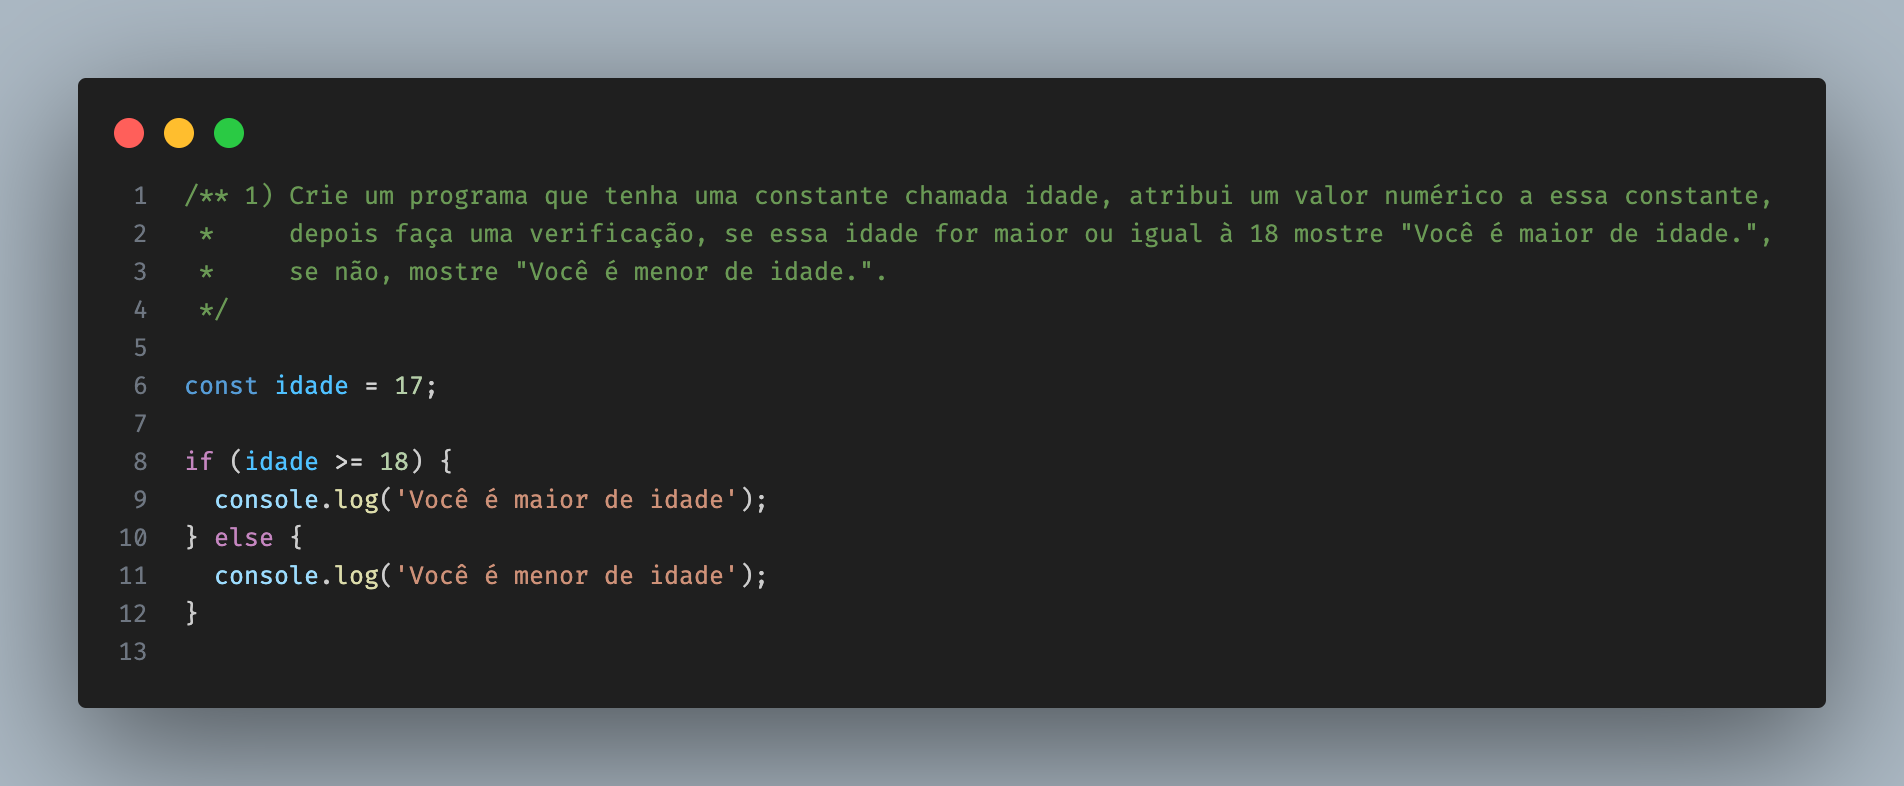 1 /** 1) Crie um programa que tenha uma constante chamada idade, atribui um valor numérico a essa constante,
2  *     depois faça uma verificação, se essa idade for maior ou igual à 18 mostre "Você é maior de idade.",
3  *     se não, mostre "Você é menor de idade.".
4  */
5
6 const idade = 17;
7
8 if (idade >= 18) {
9   console.log('Você é maior de idade');
10 } else {
11   console.log('Você é menor de idade');
12 }
13